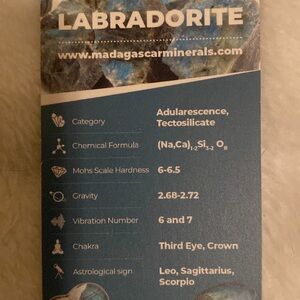 LABRADORITE
www.madagascarminerals.com
Category Adularescence,
Tectosilicate
Chemical Formula (Na,Ca)1-2Si3-2 O8
Mohs Scale Hardness 6-6.5
Gravity 2.68-2.72
Vibration Number 6 and 7
Chakra Third Eye, Crown
Astrological sign Leo, Sagittarius,
Scorpio